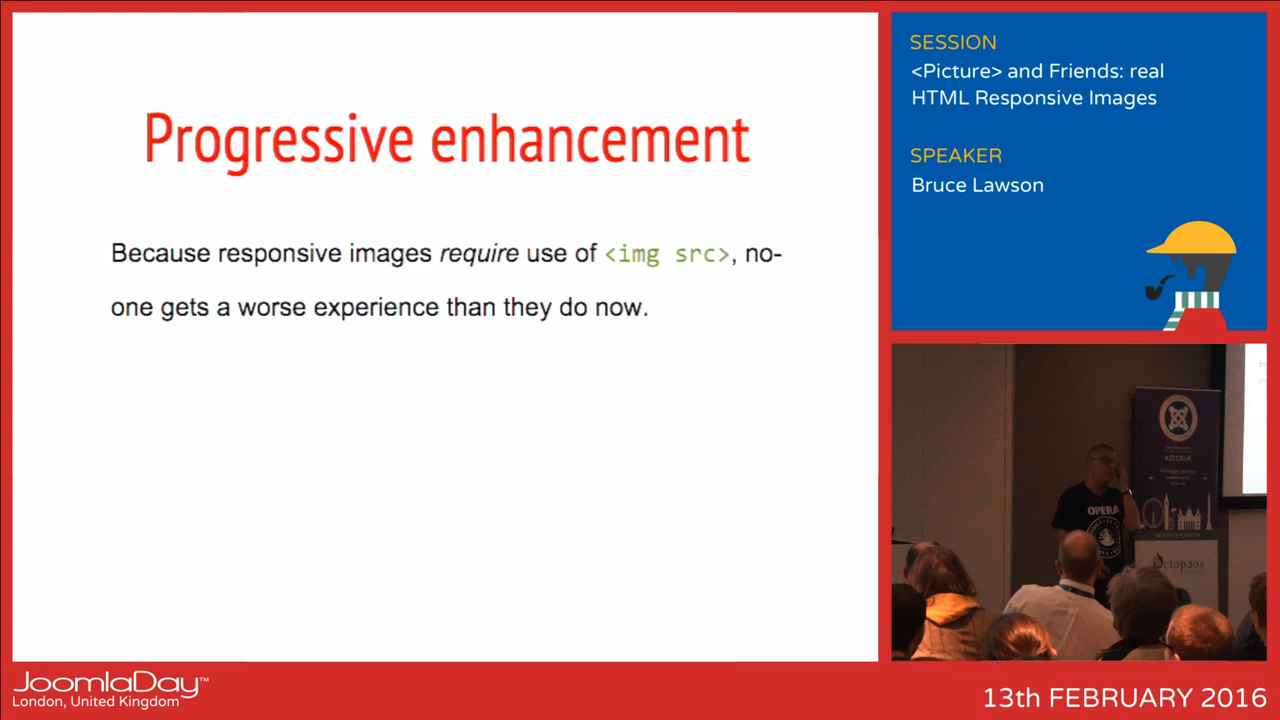 Progressive enhancement
Because responsive images require use of <img src>, no-
one gets a worse experience than they do now.
SESSION
<Picture> and Friends: real
HTML Responsive Images
SPEAKER
Bruce Lawson
OPERA
Octopoos
JoomlaDay™
London, United Kingdom
13th FEBRUARY 2016